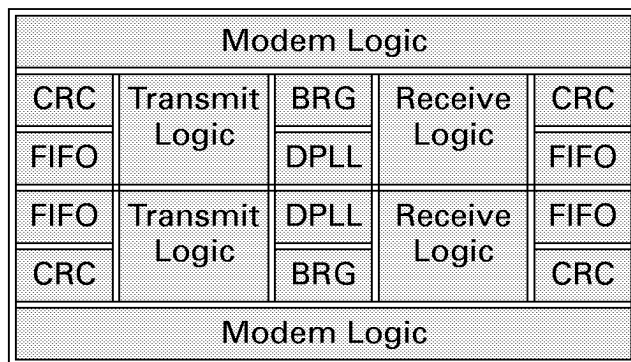 Modem Logic
CRC Transmit BRG Receive CRC
Logic Logic
FIFO DPLL FIFO
FIFO Transmit DPLL Receive FIFO
Logic Logic
CRC BRG CRC
Modem Logic